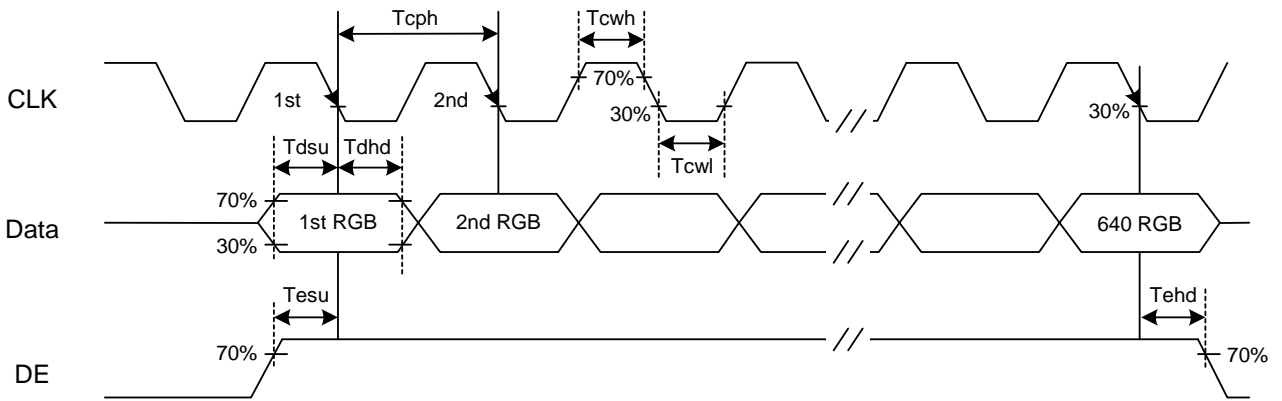 Tcph
Tcwh
CLK
1st
2nd
70%
30%
30%
Tdsu
Tdhd
Tcwl
Data
70%
30%
1st RGB
2nd RGB
640 RGB
Tesu
Tehd
DE
70%
70%